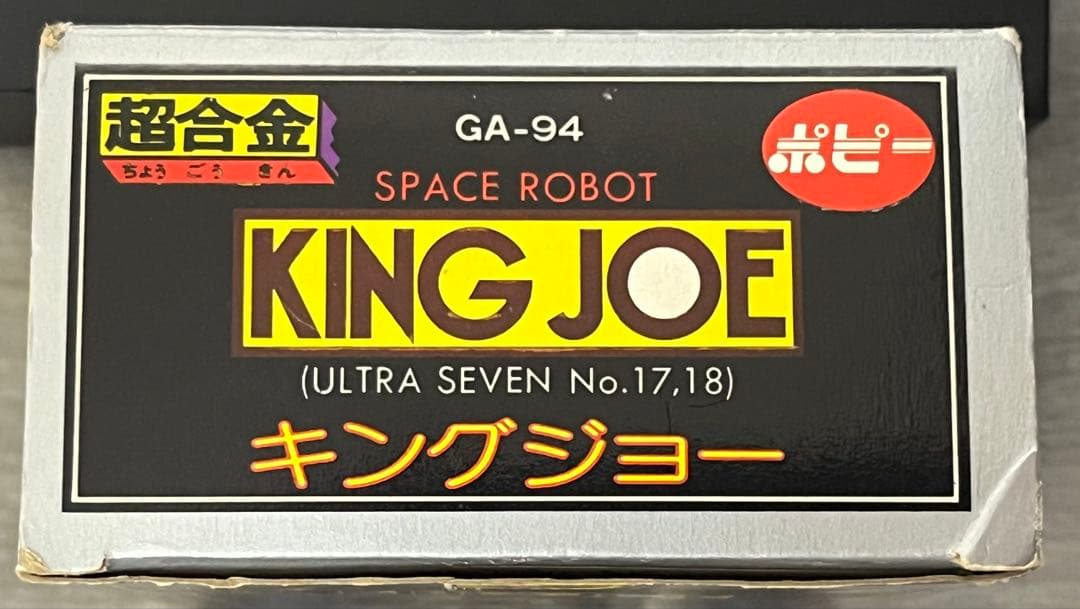 超合金
ちょう ごう きん
GA-94
ポピー
SPACE ROBOT
KING JOE
(ULTRA SEVEN No.17,18)
キングジョー